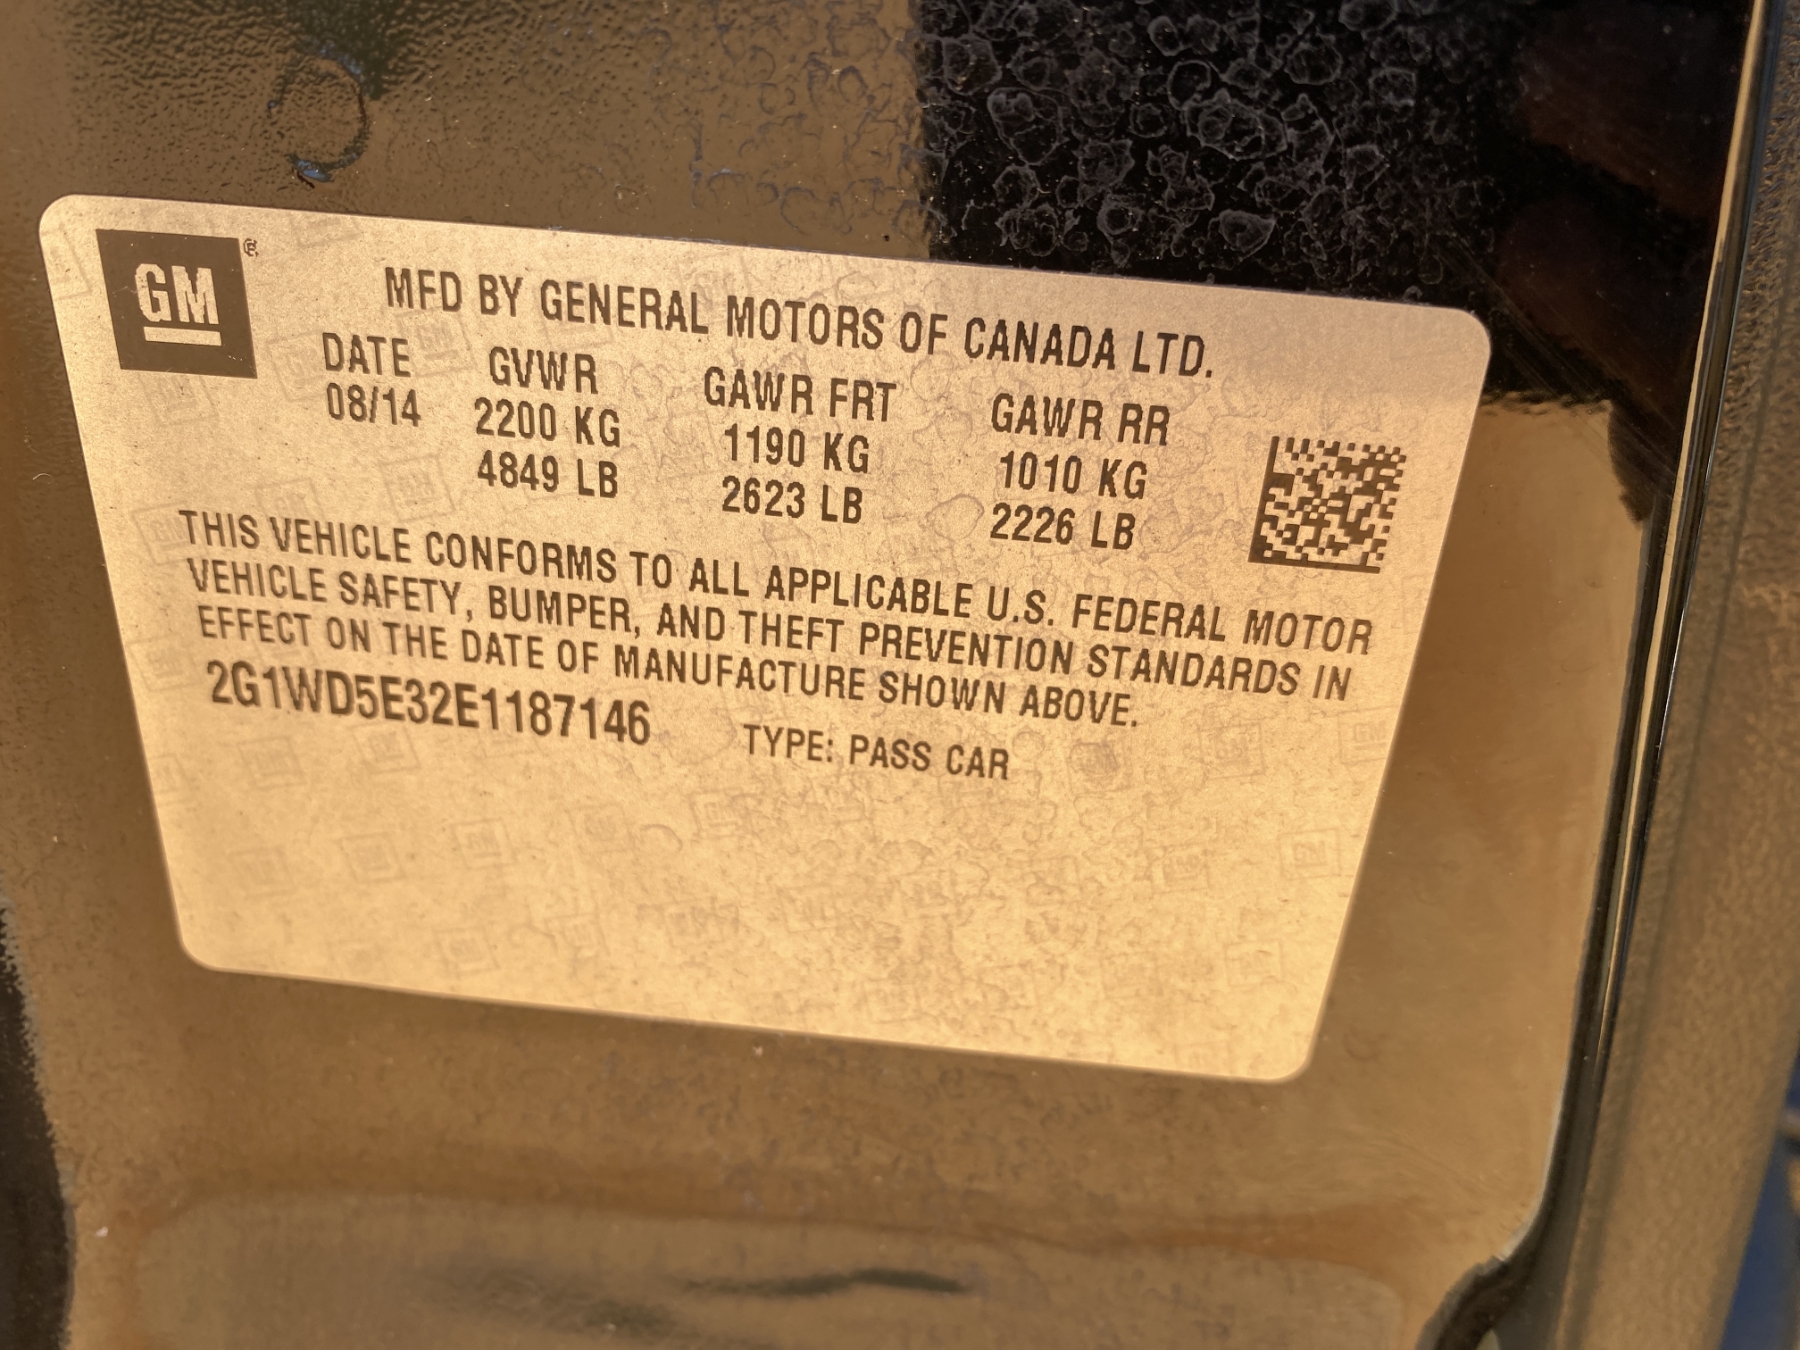 GM
MFD BY GENERAL MOTORS OF CANADA LTD.
DATE GVWR GAWR FRT GAWR RR
08/14 2200 KG 1190 KG 1010 KG
4849 LB 2623 LB 2226 LB
THIS VEHICLE CONFORMS TO ALL APPLICABLE U.S. FEDERAL MOTOR
VEHICLE SAFETY, BUMPER, AND THEFT PREVENTION STANDARDS IN
EFFECT ON THE DATE OF MANUFACTURE SHOWN ABOVE.
2G1WD5E32E1187146 TYPE: PASS CAR